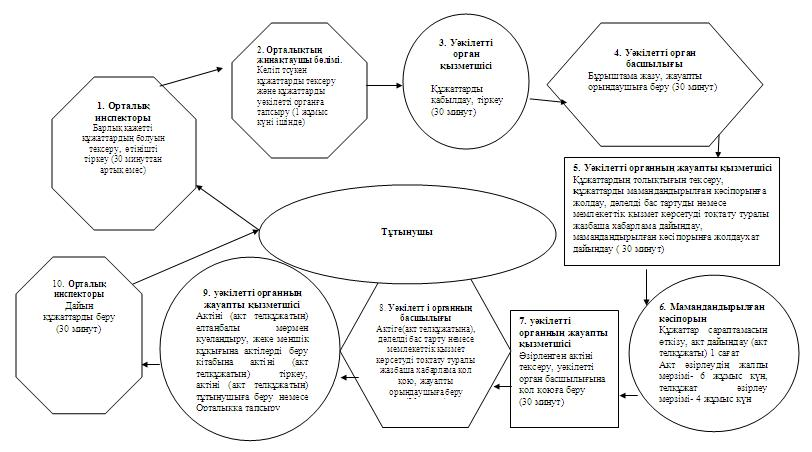 1. Орталық
инспекторы
Барлық қажетті
құжаттардың болуын
тексеру, өтінішті
тіркеу (30 минуттан
артық емес)
2. Орталықтың
жинақтаушы бөлімі.
Келіп түскен
құжаттарды тексеру
және құжаттарды
уәкілетті органға
тапсыру (1 жұмыс
күні ішінде)
3. Уәкілетті
орган
қызметшісі
Құжаттарды
қабылдау, тіркеу
(30 минут)
4. Уәкілетті орган
басшылығы
Бұрыштама жазу, жауапты
орындаушыға беру (30 минут)
5. Уәкілетті органның жауапты қызметшісі
Құжаттардың толықтығын тексеру,
құжаттарды мамандандырылған кәсіпорынға
жолдау, дәлелді бас тартуды немесе
мемлекеттік қызмет көрсетуді тоқтату туралы
жазбаша хабарлама дайындау,
мамандандырылған кәсіпорынға жолдаухат
дайындау ( 30 минут)
Тұтынушы
6. Мамандандырылған
кәсіпорын
Құжаттар сараптамасын
өткізу, акт дайындау (акт
телқұжаты) 1 сағат
Акт әзірлеудің жалпы
мерзімі- 6 жұмыс күн,
телқұжат әзірлеу
мерзімі- 4 жұмыс күн
7. уәкілетті
органның жауапты
қызметшісі
Әзірленген актіні
тексеру, уәкілетті
орган басшылығына
қол қоюға беру
(30 минут)
8. Уәкілетт і органның
басшылығы
Актіге(акт телқұжатына),
дәлелді бас тарту немесе
мемлекеттік қызмет
көрсетуді тоқтату туралы
жазбаша хабарлама қол
қою, жауапты
орындаушыға беру
9. уәкілетті органның
жауапты қызметшісі
Актіні (акт телқұжатын)
елтаңбалы мөрмен
куәландыру, жеке меншік
құқығына актілерді беру
кітабына актіні (акт
телқұжатын) тіркеу,
актіні (акт телқұжатын)
тұтынушыға беру немесе
Орталыққа тапсыру
10. Орталық
инспекторы
Дайын
құжаттарды беру
(30 минут)